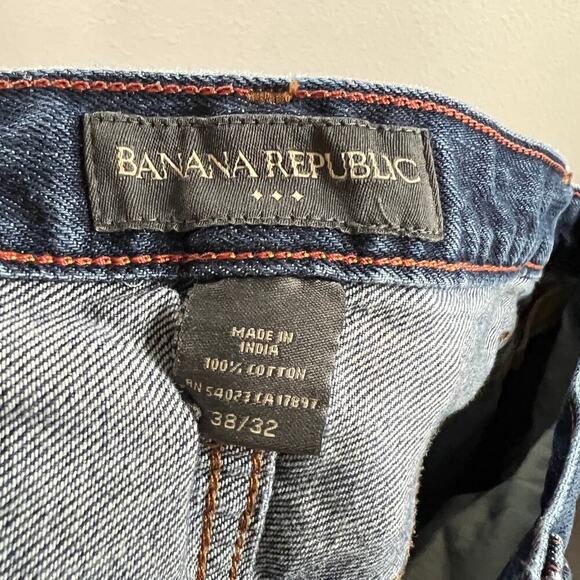 BANANA REPUBLIC
MADE IN
INDIA
100% COTTON
RN 54023 CA 17897
38/32